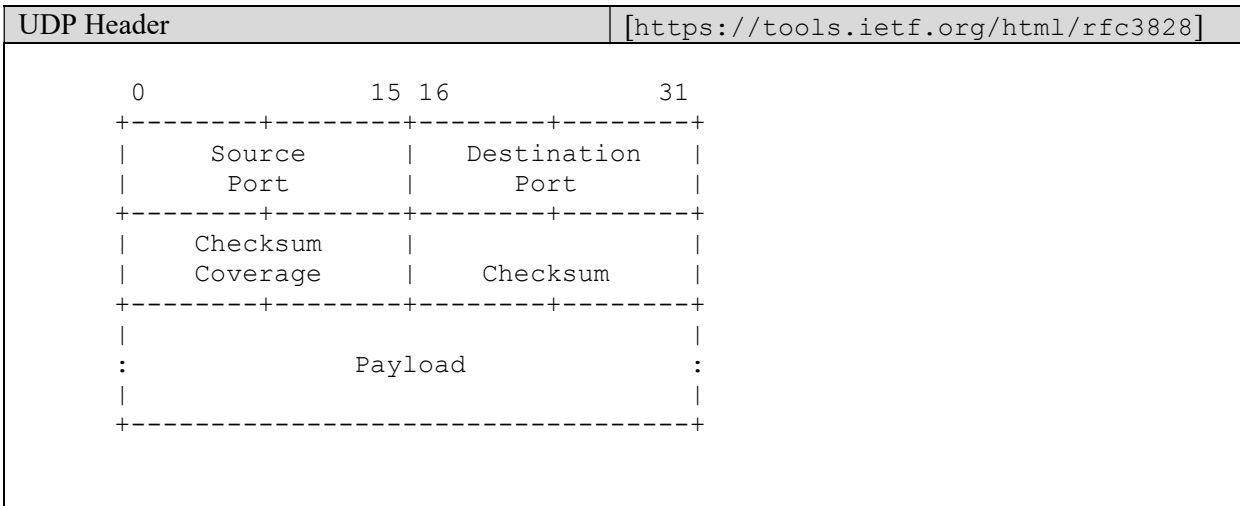 UDP Header [https://tools.ietf.org/html/rfc3828]
0 15 16 31
+--------+--------+--------+--------+
| Source | Destination |
| Port | Port |
+--------+--------+--------+--------+
| Checksum | |
| Coverage | Checksum |
+--------+--------+--------+--------+
| |
: Payload :
| |
+-----------------------------------+